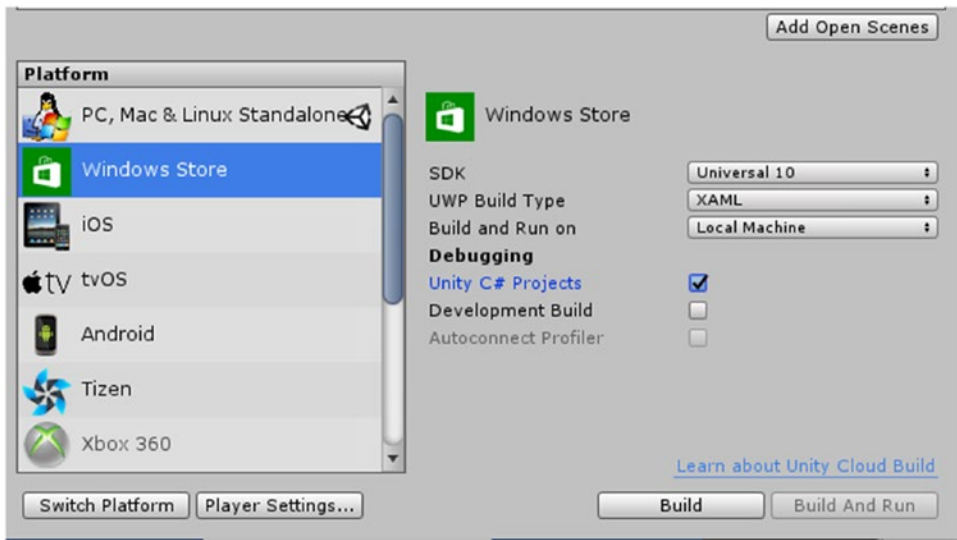 Add Open Scenes
Platform
PC, Mac & Linux Standalone
Windows Store
iOS
tv tvOS
Android
Tizen
Xbox 360
Windows Store
SDK Universal 10
UWP Build Type XAML
Build and Run on Local Machine
Debugging
Unity C# Projects
Development Build
Autoconnect Profiler
Learn about Unity Cloud Build
Switch Platform Player Settings... Build Build And Run